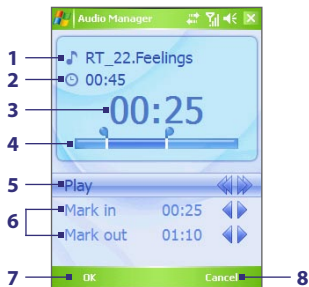 Audio Manager
1 RT_22.Feelings
2 00:45
3 00:25
4
5 Play
6 Mark in 00:25
Mark out 01:10
7 OK Cancel 8